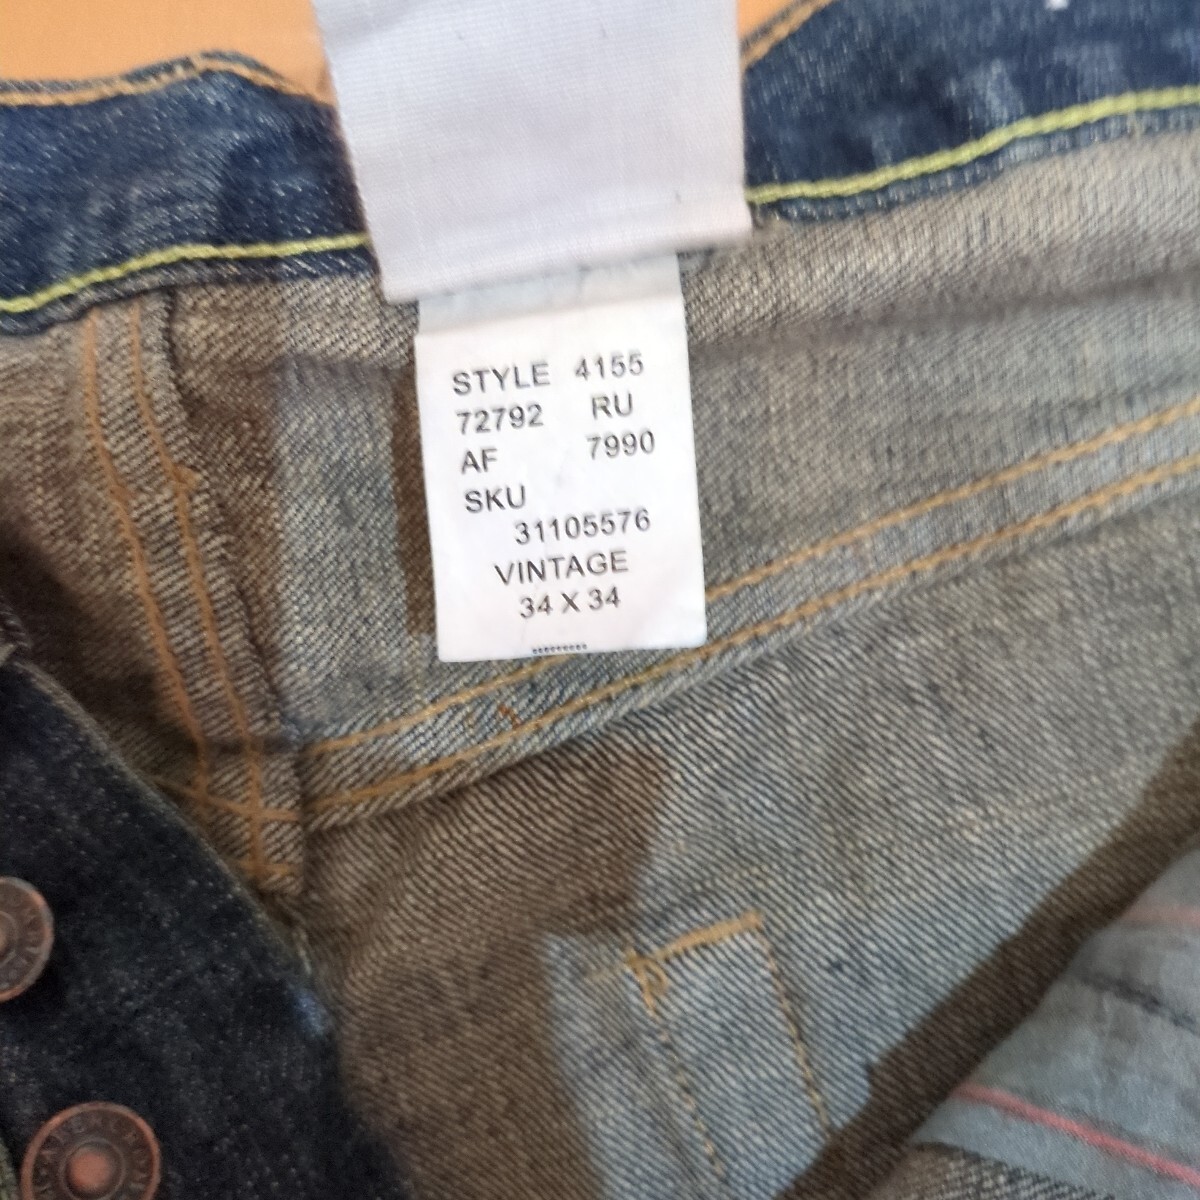 STYLE 4155
72792 RU
AF 7990
SKU
31105576
VINTAGE
34 X 34